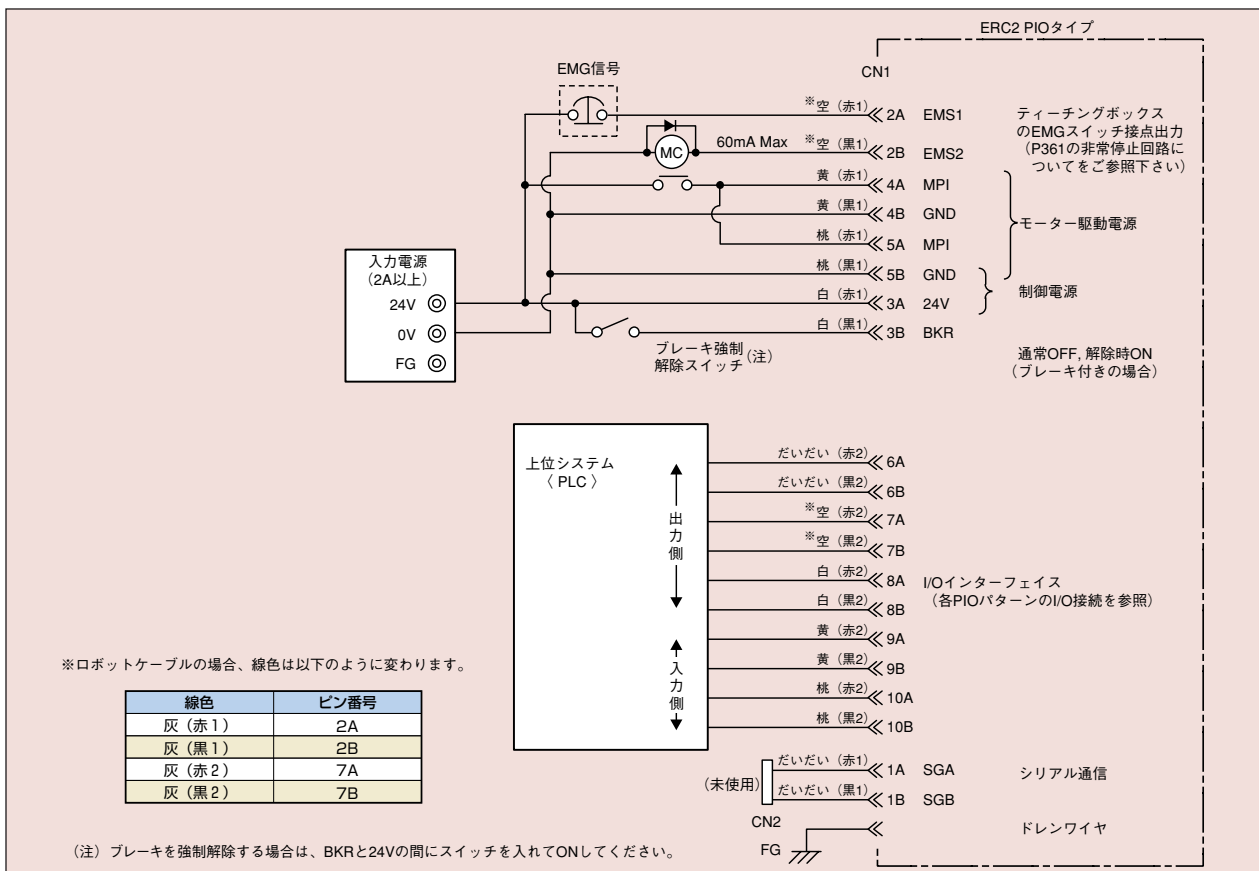 ERC2 PIOタイプ
CN1
EMG信号
※空（赤1） 2A EMS1
ティーチングボックス
のEMGスイッチ接点出力
（P361の非常停止回路に
ついてをご参照下さい）
MC 60mA Max ※空（黒1） 2B EMS2
黄（赤1） 4A MPI
黄（黒1） 4B GND
モーター駆動電源
桃（赤1） 5A MPI
桃（黒1） 5B GND
制御電源
白（赤1） 3A 24V
白（黒1） 3B BKR
入力電源
（2A以上）
24V
0V
FG
ブレーキ強制
解除スイッチ（注）
通常OFF, 解除時ON
（ブレーキ付きの場合）
上位システム
〈 PLC 〉
出力側
入力側
だいだい（赤2） 6A
だいだい（黒2） 6B
※空（赤2） 7A
※空（黒2） 7B
白（赤2） 8A
白（黒2） 8B
I/Oインターフェイス
（各PIOパターンのI/O接続を参照）
黄（赤2） 9A
黄（黒2） 9B
桃（赤2） 10A
桃（黒2） 10B
（未使用）
だいだい（赤1） 1A SGA
シリアル通信
だいだい（黒1） 1B SGB
CN2
ドレンワイヤ
FG
※ロボットケーブルの場合、線色は以下のように変わります。
線色 ピン番号
灰（赤1） 2A
灰（黒1） 2B
灰（赤2） 7A
灰（黒2） 7B
（注）ブレーキを強制解除する場合は、BKRと24Vの間にスイッチを入れてONしてください。